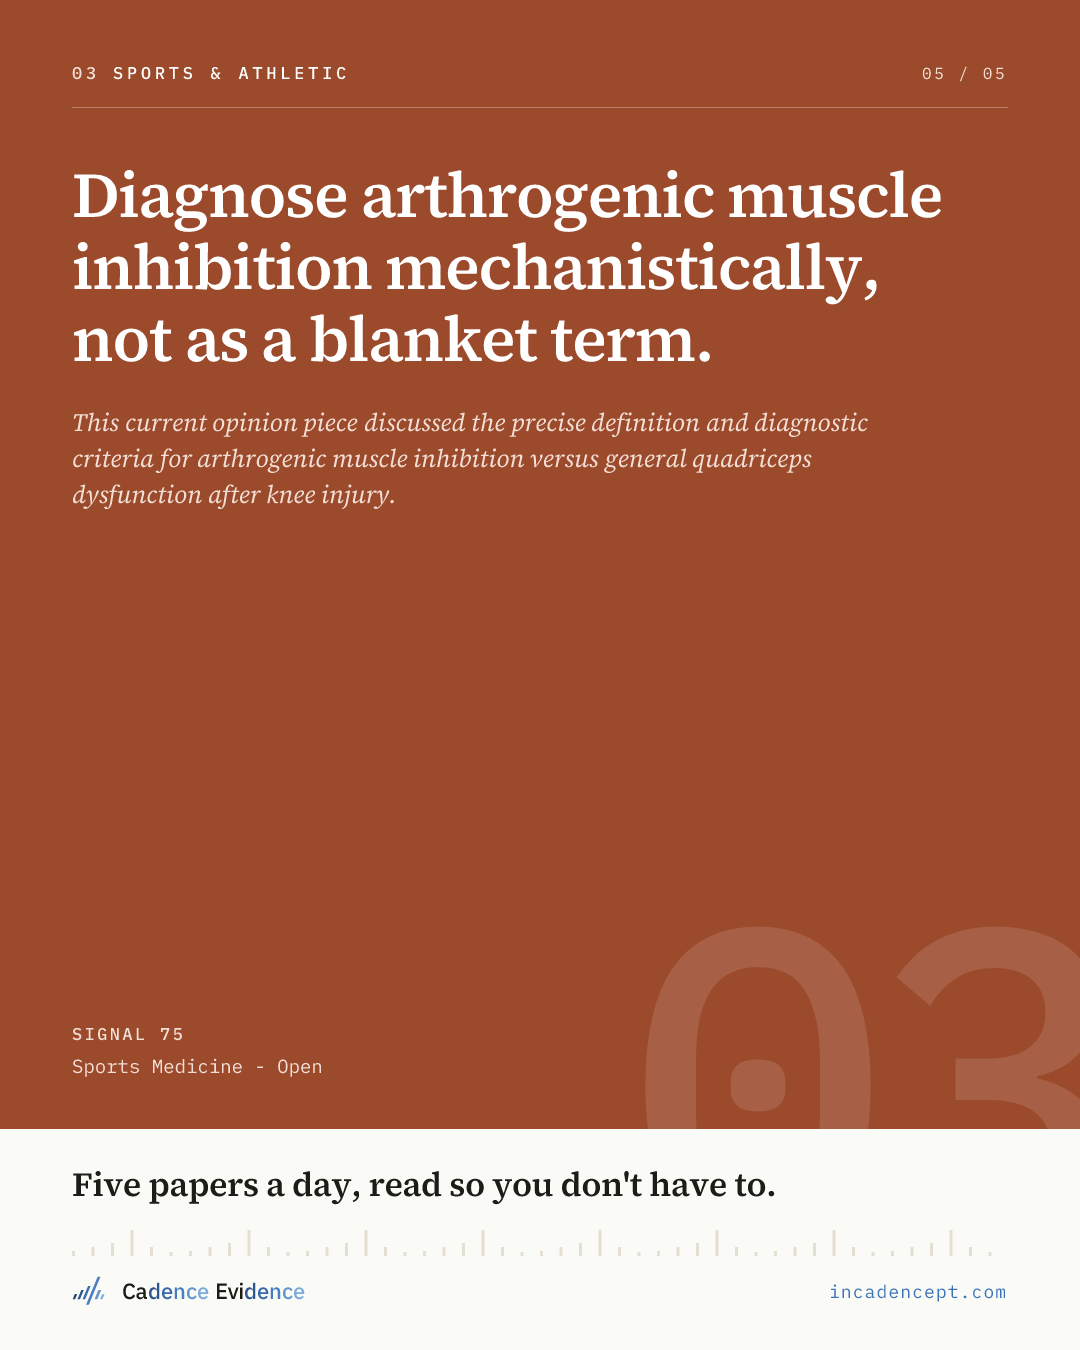 03 SPORTS & ATHLETIC
05 / 05
Diagnose arthrogenic muscle
inhibition mechanistically,
not as a blanket term.
This current opinion piece discussed the precise definition and diagnostic
criteria for arthrogenic muscle inhibition versus general quadriceps
dysfunction after knee injury.
03
SIGNAL 75
Sports Medicine - Open
Five papers a day, read so you don't have to.
Cadence Evidence
incadencept.com